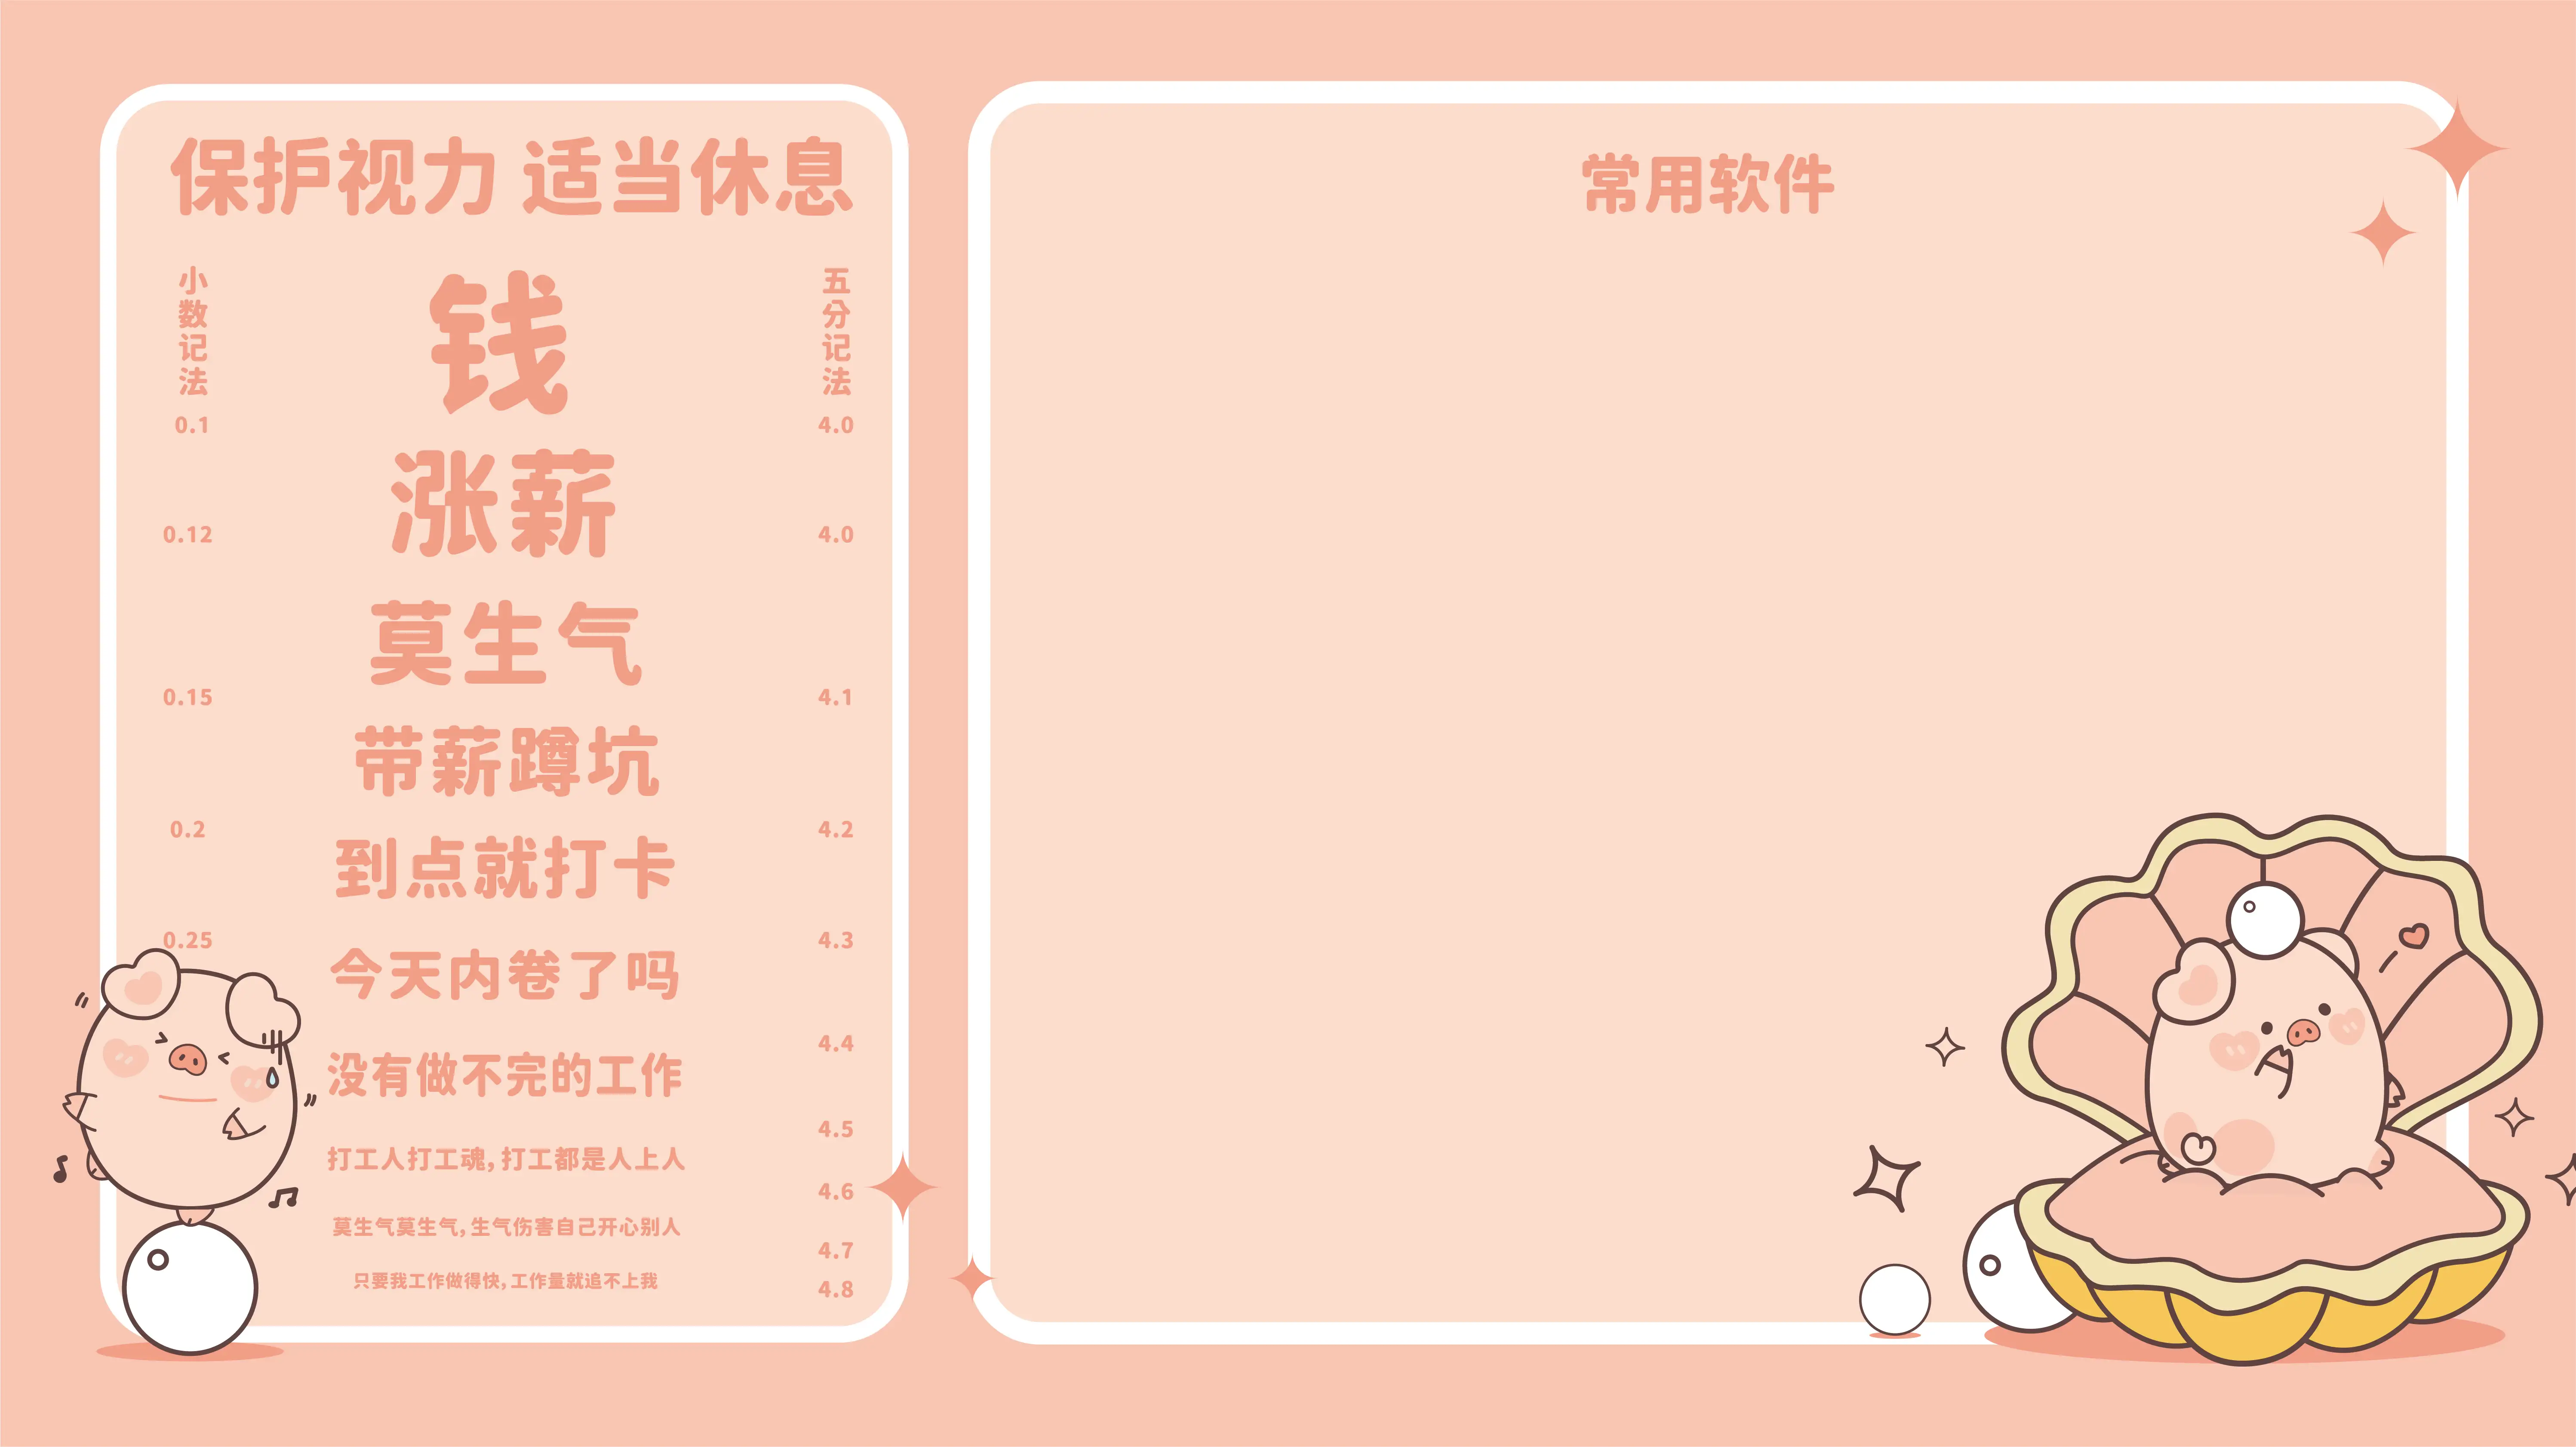 保护视力 适当休息
小数记法
五分记法
钱
0.1
4.0
涨薪
0.12
4.0
莫生气
0.15
4.1
带薪蹲坑
0.2
4.2
到点就打卡
0.25
4.3
今天内卷了吗
4.4
没有做不完的工作
4.5
打工人打工魂,打工都是人上人
4.6
莫生气莫生气,生气伤害自己开心别人
4.7
只要我工作做得快,工作量就追不上我
4.8
常用软件